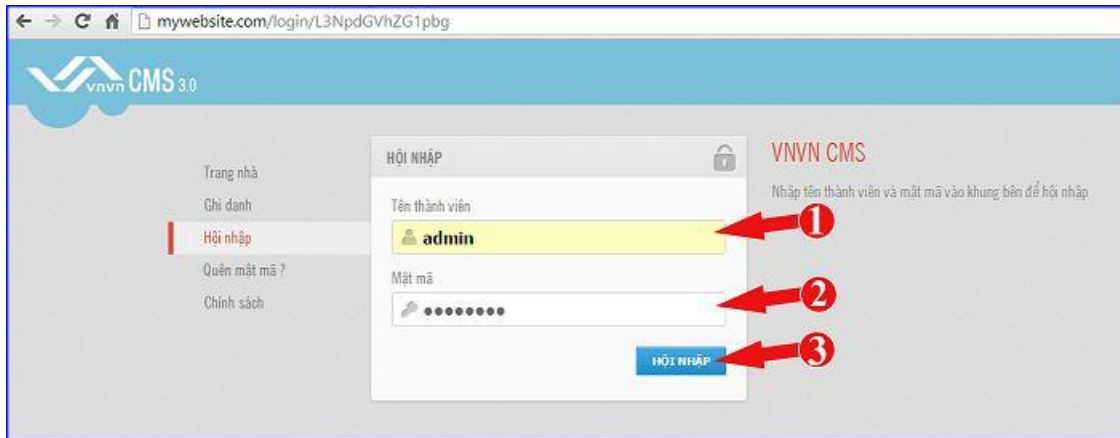 mywebsite.com/login/L3NpdGVhZG1pbg
vnvn CMS 3.0
Trang nhà
Ghi danh
Hội nhập
Quên mật mã ?
Chính sách
HỘI NHẬP
Tên thành viên
admin
1
Mật mã
••••••••
2
HỘI NHẬP
3
VNVN CMS
Nhập tên thành viên và mật mã vào khung bên để hội nhập